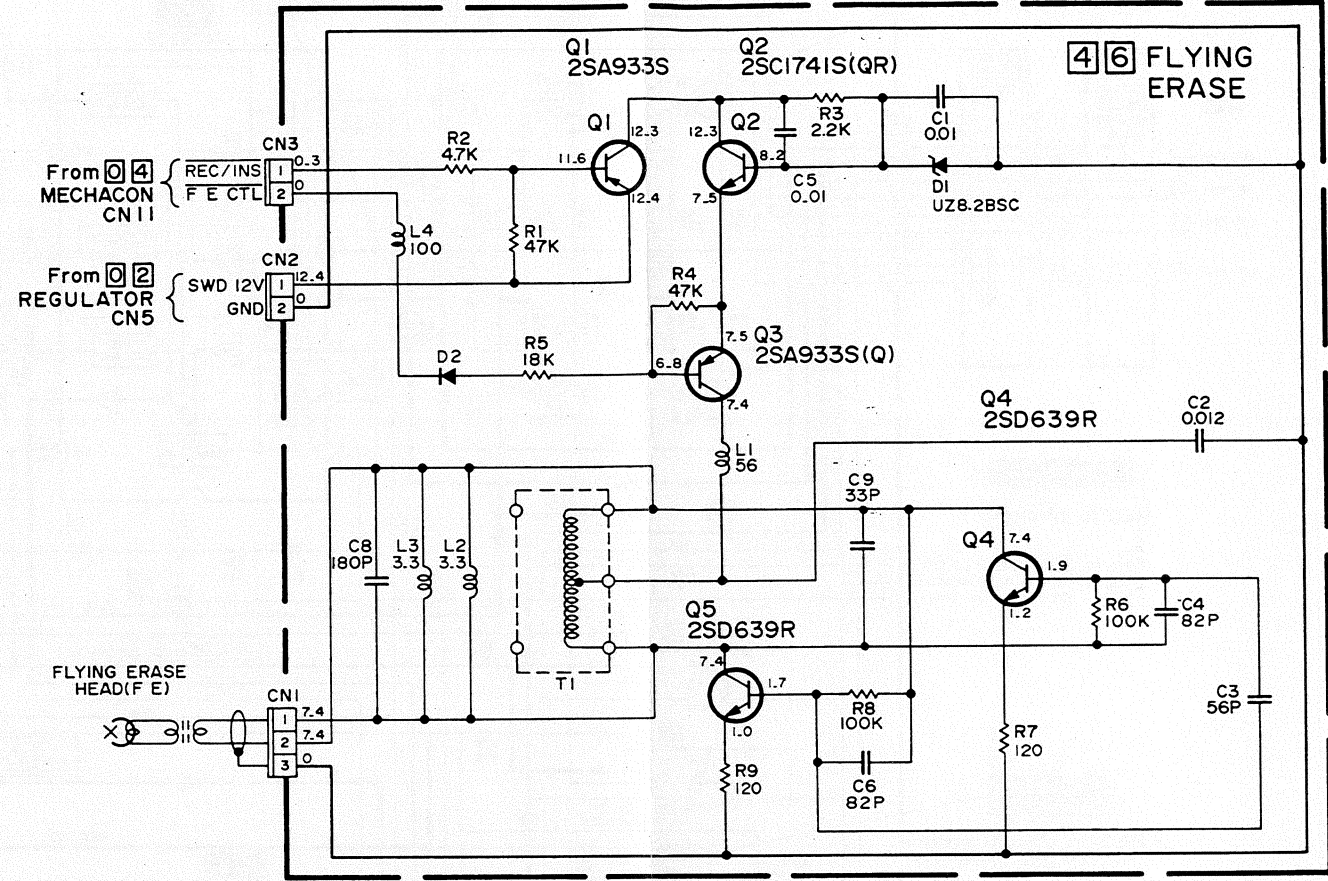 Q1
2SA933S
Q2
2SC1741S(QR)
4 6 FLYING
ERASE
CN3
R2
4.7K
Q1
12.3
12.3
Q2
R3
2.2K
C1
0.01
From 0 4
MECHACON
CN11
REC/INS
1
0.3
11.6
8.2
F E CTL
2
0
12.4
7.5
C5
0.01
D1
UZ8.2BSC
L4
100
R1
47K
From 0 2
REGULATOR
CN5
CN2
SWD 12V
1
12.4
GND
2
0
R4
47K
7.5
Q3
2SA933S(Q)
D2
R5
18K
6.8
7.4
Q4
2SD639R
C2
0.012
L1
56
C9
33P
C8
180P
L3
3.3
L2
3.3
Q4
7.4
1.9
1.2
R6
100K
C4
82P
Q5
2SD639R
7.4
T1
1.7
1.0
R8
100K
C3
56P
FLYING ERASE
HEAD(F E)
CN1
1
7.4
2
7.4
3
0
R7
120
R9
120
C6
82P